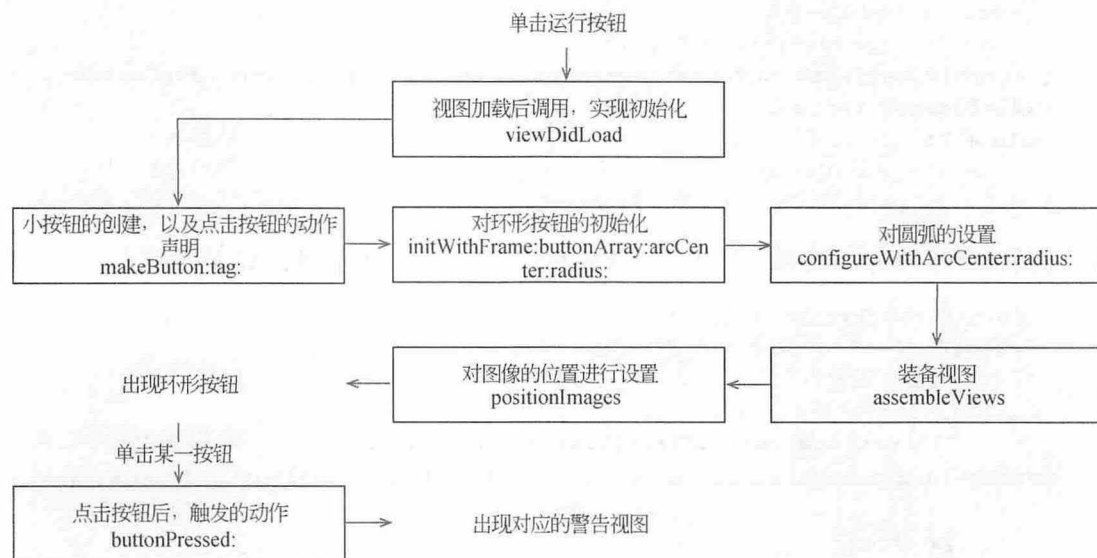 单击运行按钮
视图加载后调用，实现初始化
viewDidLoad
小按钮的创建，以及点击按钮的动作
声明
makeButton:tag:
对环形按钮的初始化
initWithFrame:buttonArray:arcCen
ter:radius:
对圆弧的设置
configureWithArcCenter:radius:
装备视图
assembleViews
对图像的位置进行设置
positionImages
出现环形按钮
单击某一按钮
点击按钮后，触发的动作
buttonPressed:
出现对应的警告视图